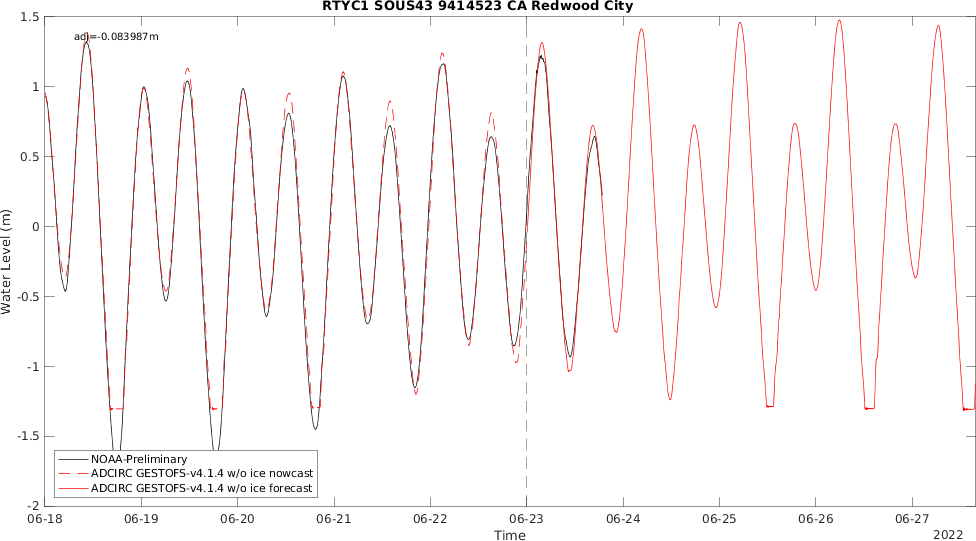 RTYC1 SOUS43 9414523 CA Redwood City
adj=-0.083987m
1.5
1
0.5
0
-0.5
-1
-1.5
-2
Water Level (m)
NOAA-Preliminary
ADCIRC GESTOFS-v4.1.4 w/o ice nowcast
ADCIRC GESTOFS-v4.1.4 w/o ice forecast
06-18 06-19 06-20 06-21 06-22 06-23 06-24 06-25 06-26 06-27
Time
2022